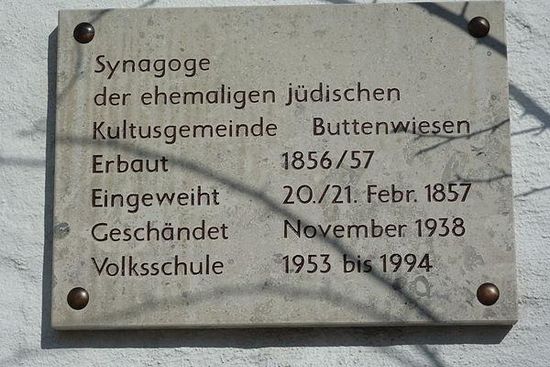 Synagoge
der ehemaligen jüdischen
Kultusgemeinde Buttenwiesen
Erbaut 1856/57
Eingeweiht 20./21. Febr. 1857
Geschändet November 1938
Volksschule 1953 bis 1994